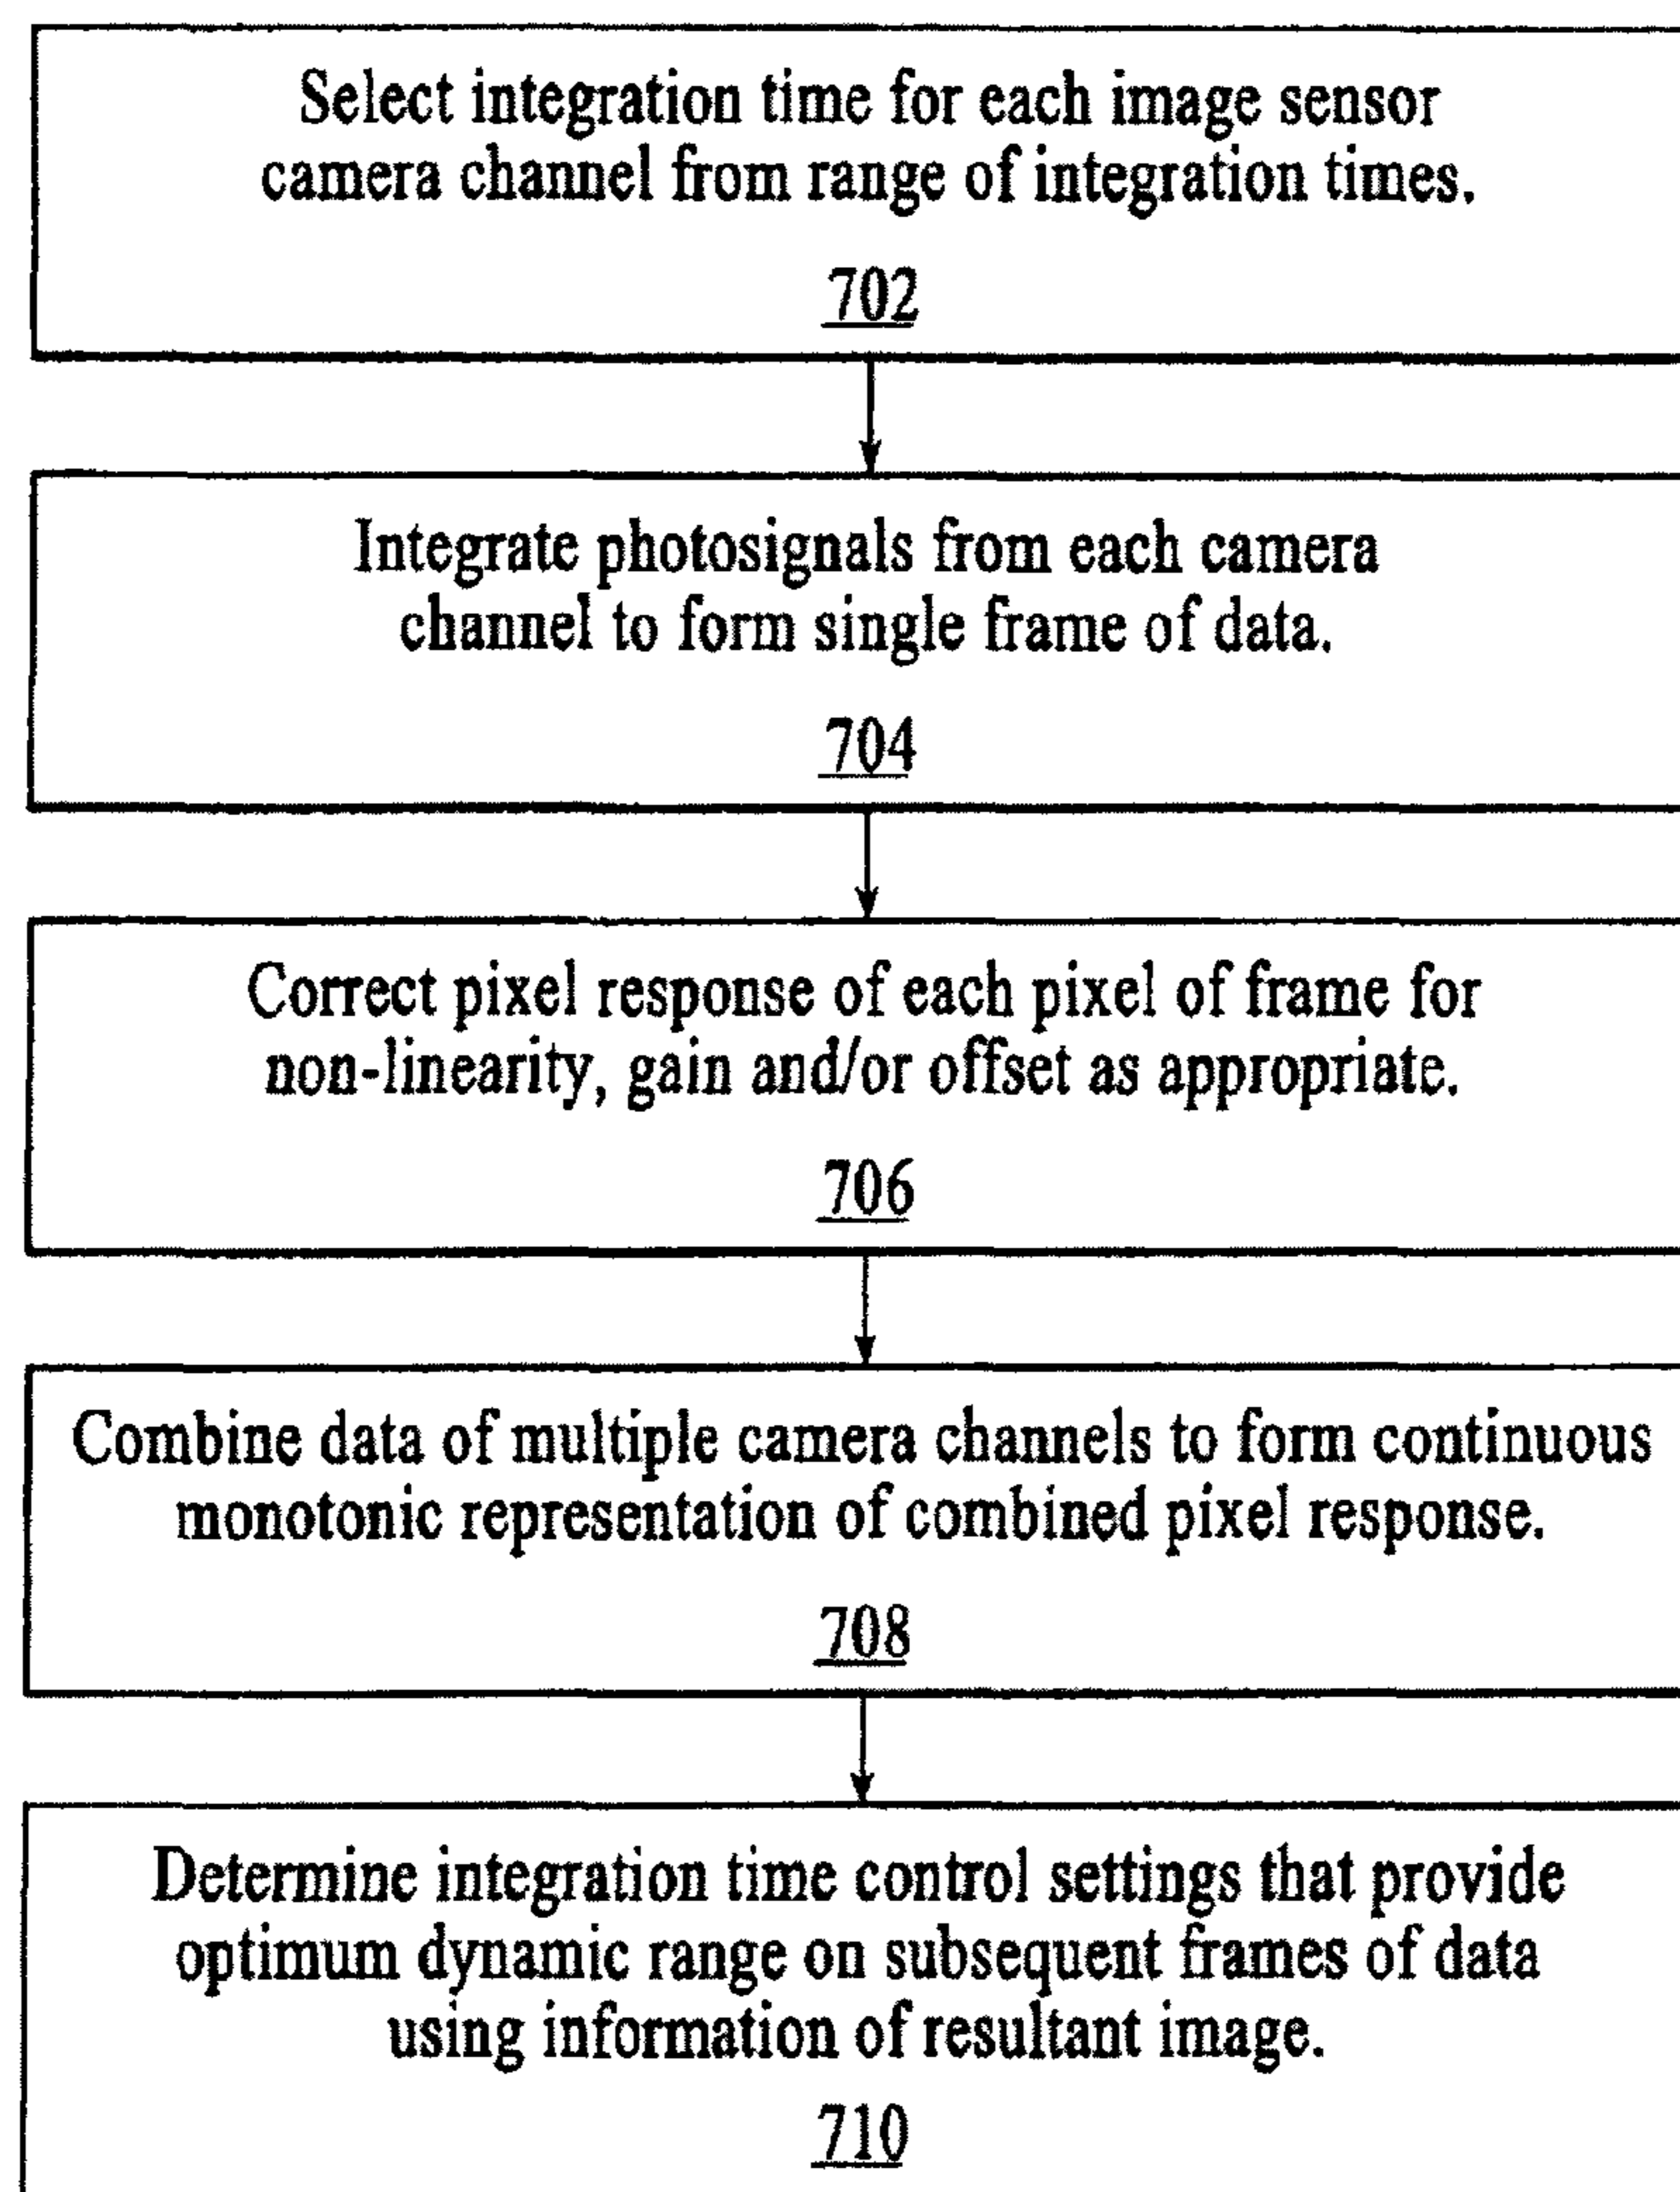 Select integration time for each image sensor
camera channel from range of integration times.
702
Integrate photosignals from each camera
channel to form single frame of data.
704
Correct pixel response of each pixel of frame for
non-linearity, gain and/or offset as appropriate.
706
Combine data of multiple camera channels to form continuous
monotonic representation of combined pixel response.
708
Determine integration time control settings that provide
optimum dynamic range on subsequent frames of data
using information of resultant image.
710